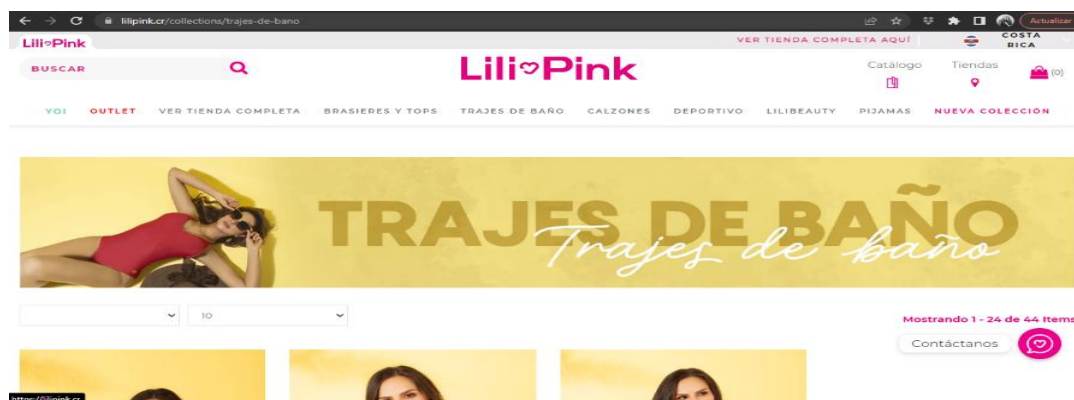 lilipink.cr/collections/trajes-de-bano
Actualizar
Lili Pink
VER TIENDA COMPLETA AQUÍ
COSTA RICA
BUSCAR
Lili Pink
Catálogo
Tiendas
(0)
YOI OUTLET VER TIENDA COMPLETA BRASIERES Y TOPS TRAJES DE BAÑO CALZONES DEPORTIVO LILIBEAUTY PIJAMAS NUEVA COLECCIÓN
TRAJES DE BAÑO
Trajes de baño
10
Mostrando 1 - 24 de 44 Items
Contáctanos
https://lilipink.cr